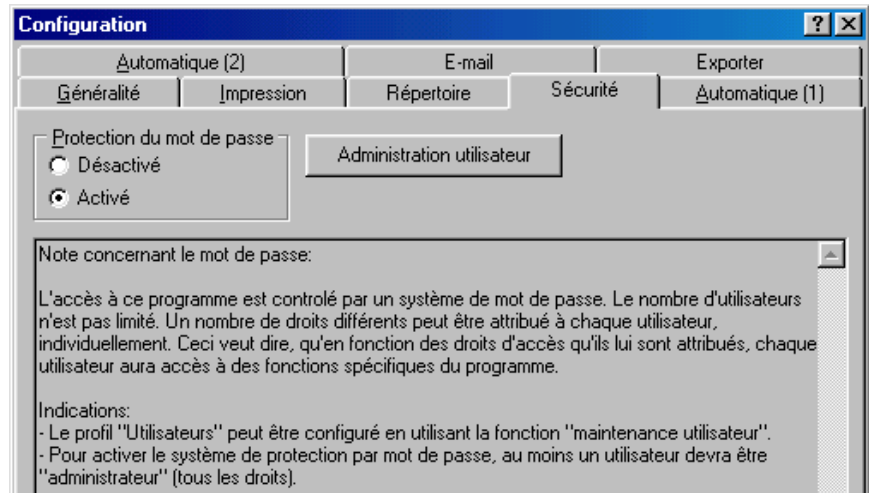 Configuration
Automatique (2) E-mail Exporter
Généralité Impression Répertoire Sécurité Automatique (1)
Protection du mot de passe
Désactivé
Activé
Administration utilisateur
Note concernant le mot de passe:
L'accès à ce programme est controlé par un système de mot de passe. Le nombre d'utilisateurs
n'est pas limité. Un nombre de droits différents peut être attribué à chaque utilisateur,
individuellement. Ceci veut dire, qu'en fonction des droits d'accès qu'ils lui sont attribués, chaque
utilisateur aura accès à des fonctions spécifiques du programme.
Indications:
- Le profil "Utilisateurs" peut être configuré en utilisant la fonction "maintenance utilisateur".
- Pour activer le système de protection par mot de passe, au moins un utilisateur devra être
"administrateur" (tous les droits).